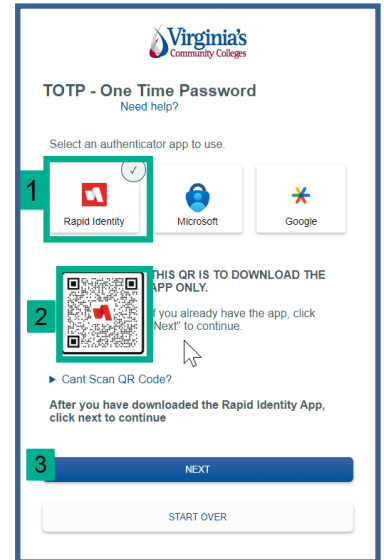 Virginia's
Community Colleges
TOTP - One Time Password
Need help?
Select an authenticator app to use.
1
Rapid Identity
Microsoft
Google
2
THIS QR IS TO DOWNLOAD THE
APP ONLY.
f you already have the app, click
"Next" to continue.
Cant Scan QR Code?
After you have downloaded the Rapid Identity App,
click next to continue
3
NEXT
START OVER